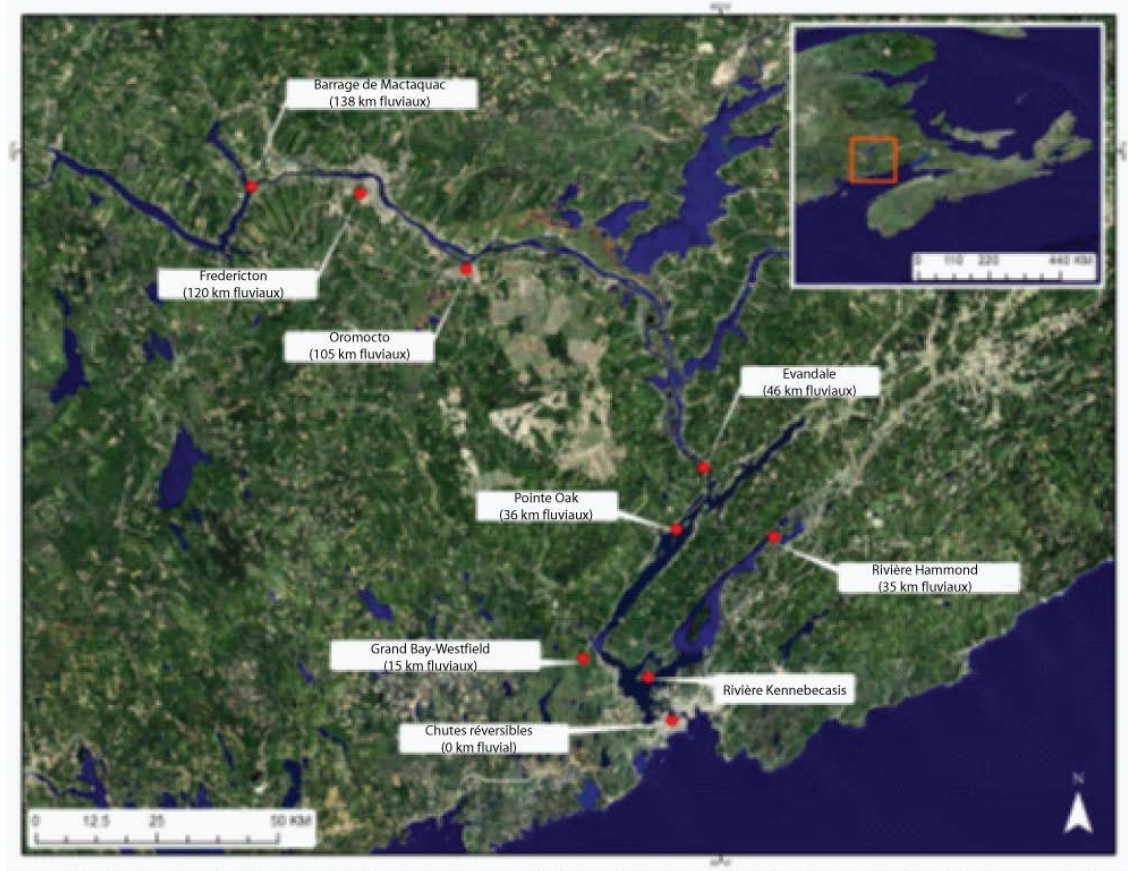 Barrage de Mactaquac
(138 km fluviaux)
0 110 220 440 KM
Fredericton
(120 km fluviaux)
Oromocto
(105 km fluviaux)
Evandale
(46 km fluviaux)
Pointe Oak
(36 km fluviaux)
Rivière Hammond
(35 km fluviaux)
Grand Bay-Westfield
(15 km fluviaux)
Rivière Kennebecasis
Chutes réversibles
(0 km fluvial)
N
0 12.5 25 50 KM